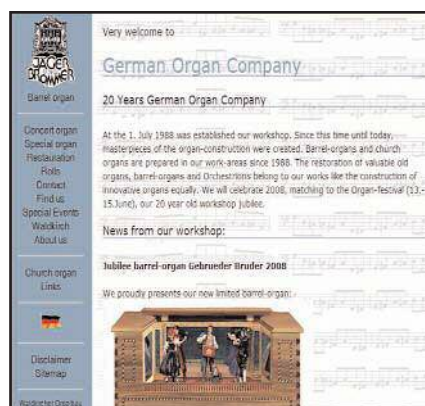 JÄGER
BROMMER
Barrel organ
Concert organ
Special organ
Restauration
Rolls
Contact
Find us
Special Events
Waldkirch
About us
Church organ
Links
Disclaimer
Sitemap
Very welcome to
German Organ Company
20 Years German Organ Company
At the 1. July 1988 was established our workshop. Since this time until today,
masterpieces of the organ-construction were created. Barrel-organs and church
organs are prepared in our work-areas since 1988. The restoration of valuable old
organs, barrel-organs and Orchestrions belong to our works like the construction of
innovative organs equally. We will celebrate 2008, matching to the Organ-festival (13.-
15.June), our 20 year old workshop jubilee.
News from our workshop:
Jubilee barrel-organ Gebrueder Bruder 2008
We proudly presents our new limited barrel-organ: